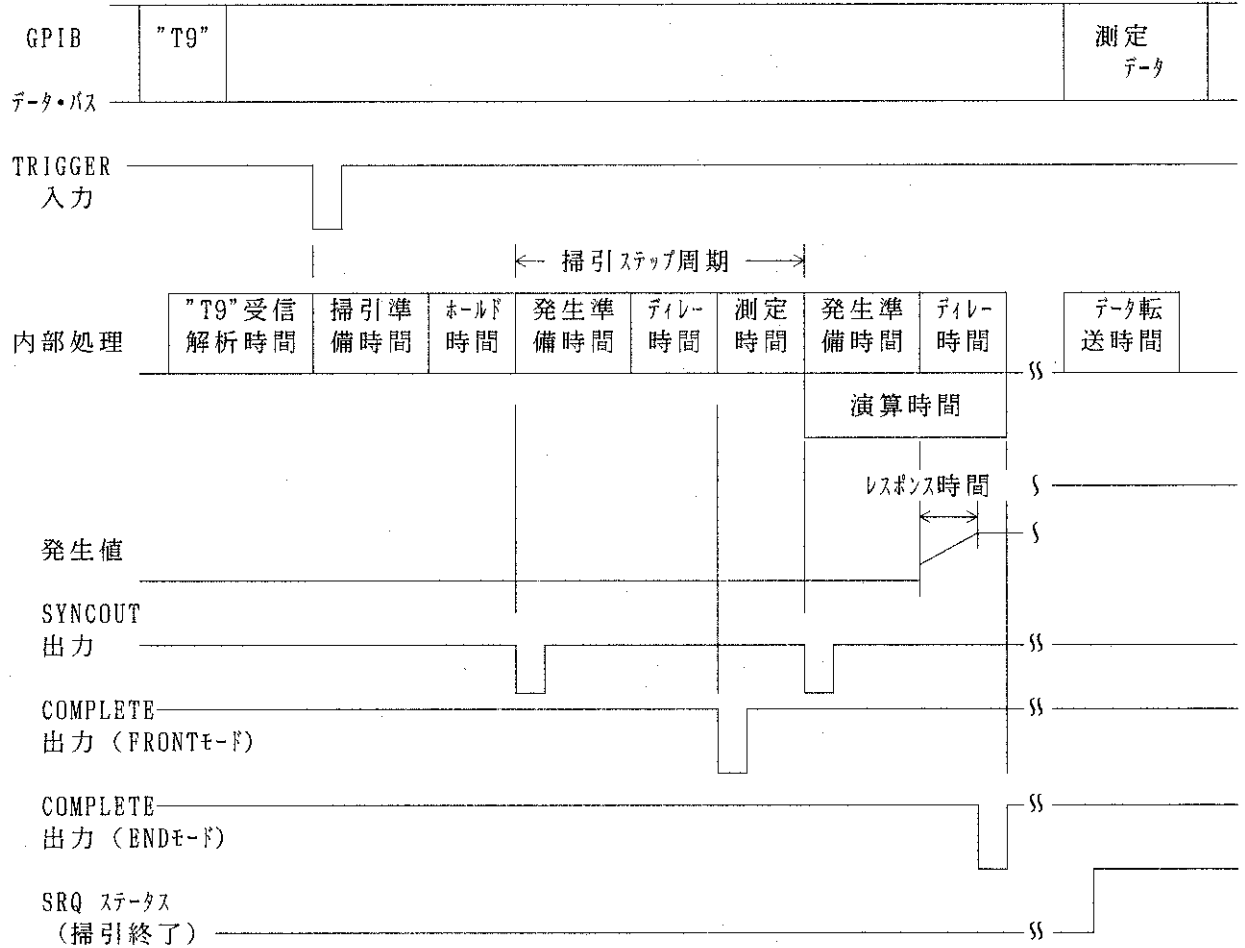 GPIB
"T9"
測定
データ
データ・バス
TRIGGER
入力
掃引ステップ周期
内部処理
"T9"受信
解析時間
掃引準
備時間
ホールド
時間
発生準
備時間
ディレー
時間
測定
時間
発生準
備時間
ディレー
時間
データ転
送時間
演算時間
レスポンス時間
発生値
SYNCOUT
出力
COMPLETE
出力(FRONTモード)
COMPLETE
出力(ENDモード)
SRQ ステータス
(掃引終了)